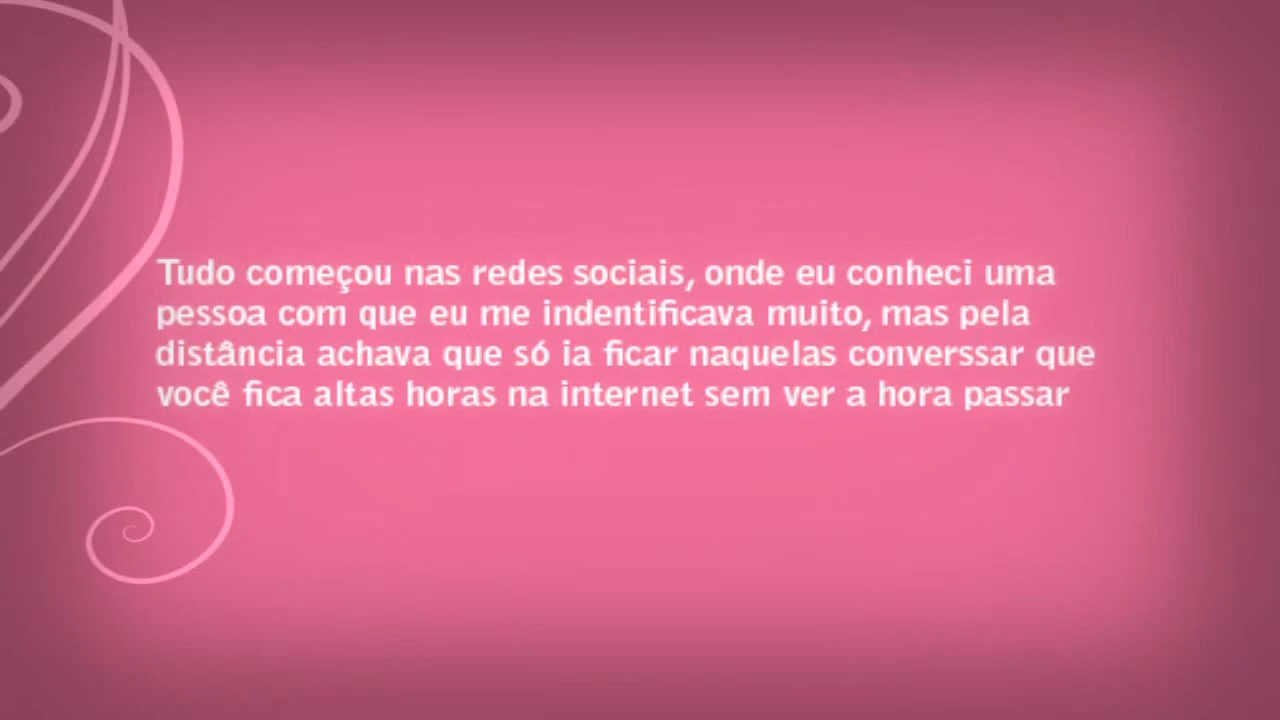 Tudo começou nas redes sociais, onde eu conheci uma
pessoa com que eu me indentificava muito, mas pela
distância achava que só ia ficar naquelas converssar que
você fica altas horas na internet sem ver a hora passar